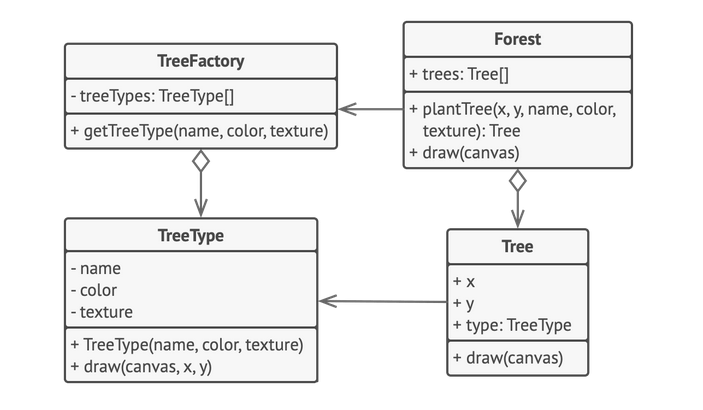 TreeFactory
- treeTypes: TreeType[]
+ getTreeType(name, color, texture)
Forest
+ trees: Tree[]
+ plantTree(x, y, name, color,
texture): Tree
+ draw(canvas)
TreeType
- name
- color
- texture
+ TreeType(name, color, texture)
+ draw(canvas, x, y)
Tree
+ x
+ y
+ type: TreeType
+ draw(canvas)